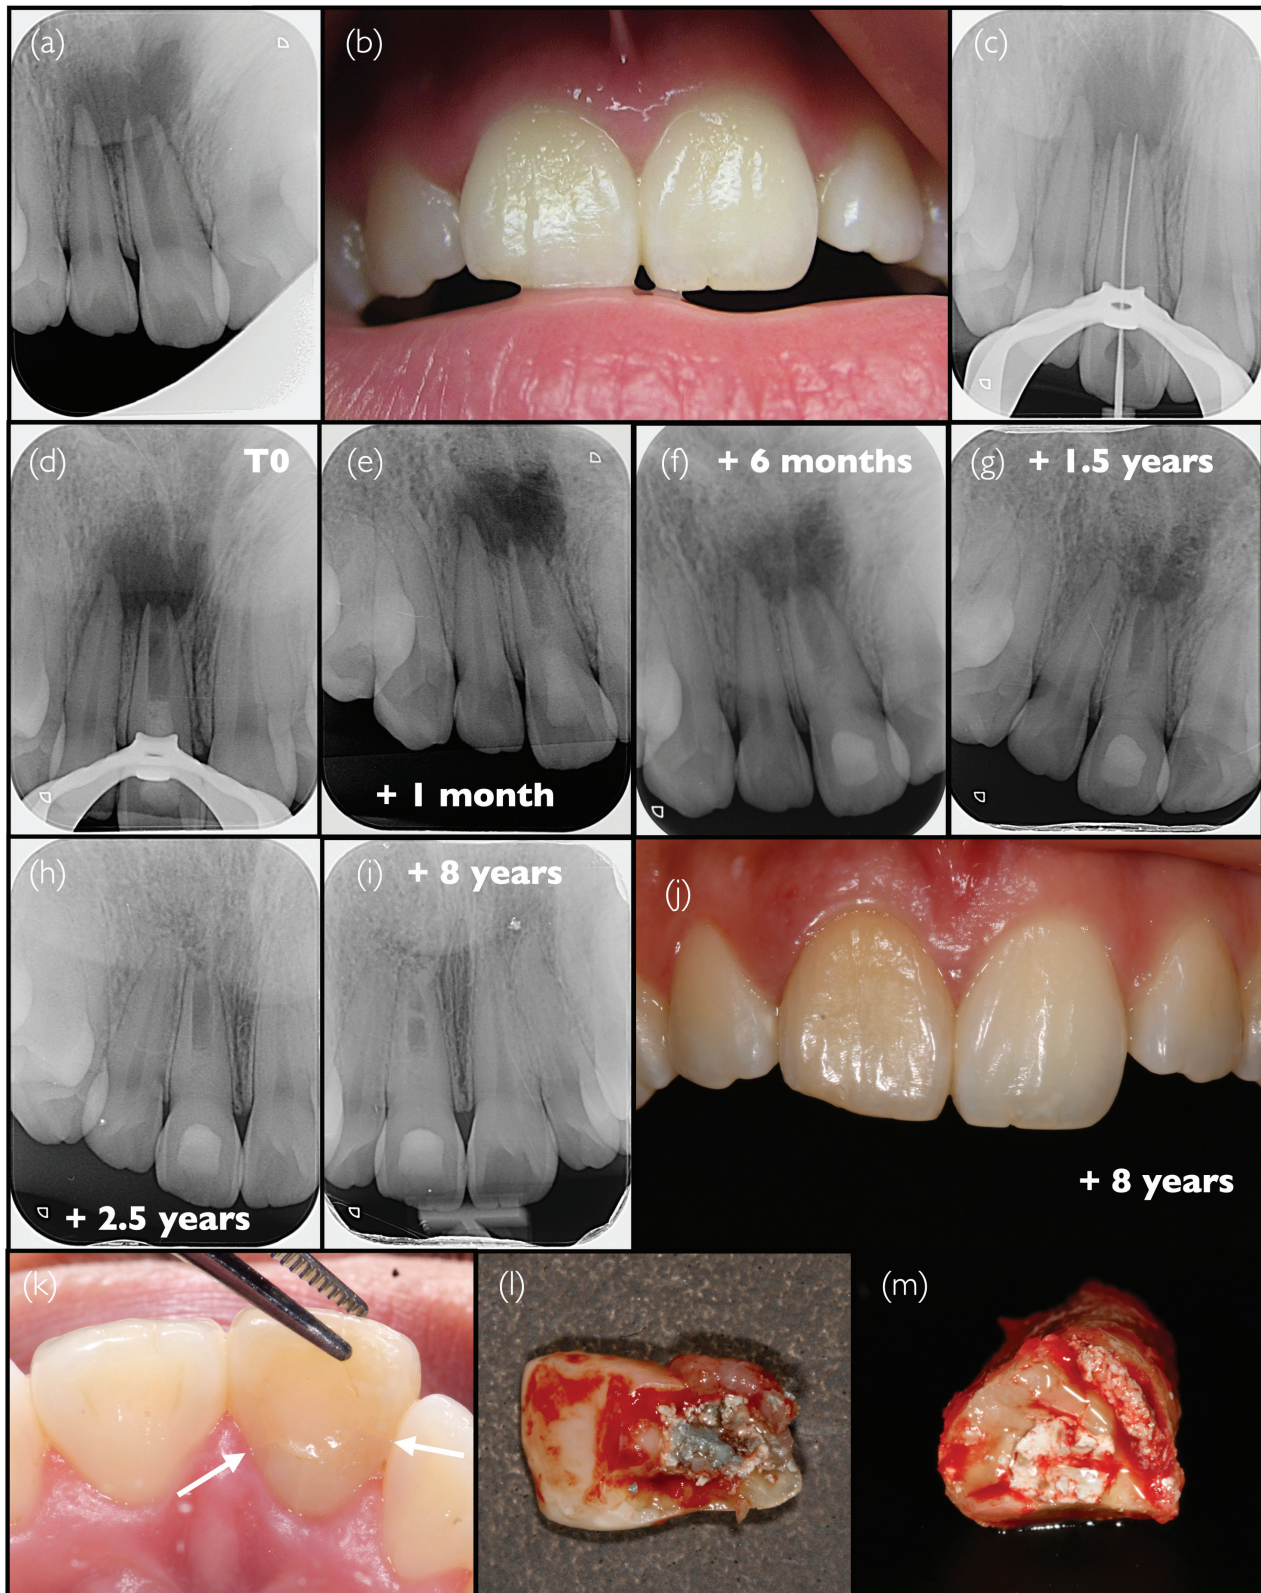 (a)
(b)
(c)
(d)
T0
(e)
+ 1 month
(f)
+ 6 months
(g)
+ 1.5 years
(h)
+ 2.5 years
(i)
+ 8 years
(j)
+ 8 years
(k)
(l)
(m)